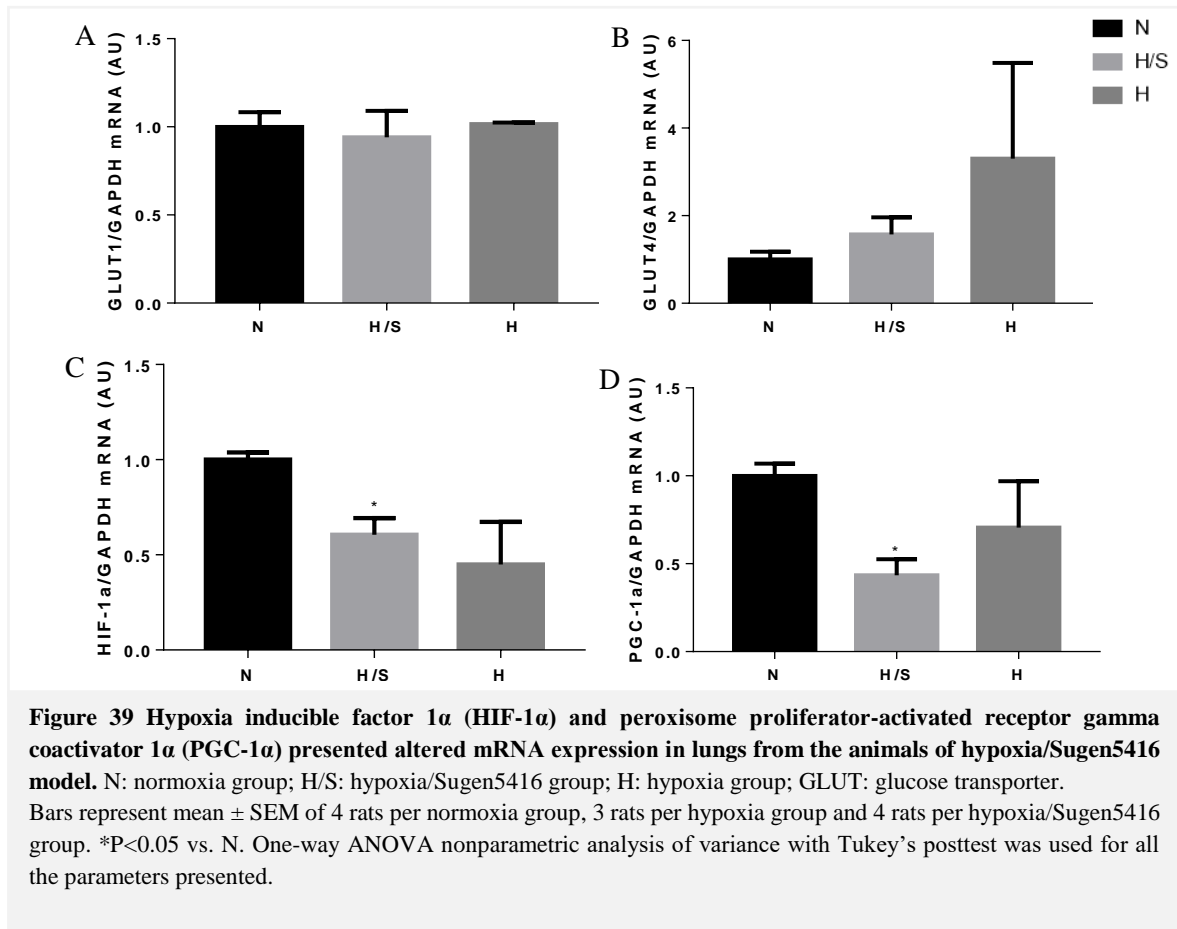 A
GLUT1/GAPDH mRNA (AU)
1.5
1.0
0.5
0.0
N
H/S
H
B
GLUT4/GAPDH mRNA (AU)
6
4
2
0
N
H/S
H
N
H/S
H
C
HIF-1a/GAPDH mRNA (AU)
1.5
1.0
0.5
0.0
*
N
H/S
H
D
PGC-1a/GAPDH mRNA (AU)
1.5
1.0
0.5
0.0
*
N
H/S
H
Figure 39 Hypoxia inducible factor 1α (HIF-1α) and peroxisome proliferator-activated receptor gamma
coactivator 1α (PGC-1α) presented altered mRNA expression in lungs from the animals of hypoxia/Sugen5416
model. N: normoxia group; H/S: hypoxia/Sugen5416 group; H: hypoxia group; GLUT: glucose transporter.
Bars represent mean ± SEM of 4 rats per normoxia group, 3 rats per hypoxia group and 4 rats per hypoxia/Sugen5416
group. *P<0.05 vs. N. One-way ANOVA nonparametric analysis of variance with Tukey's posttest was used for all
the parameters presented.